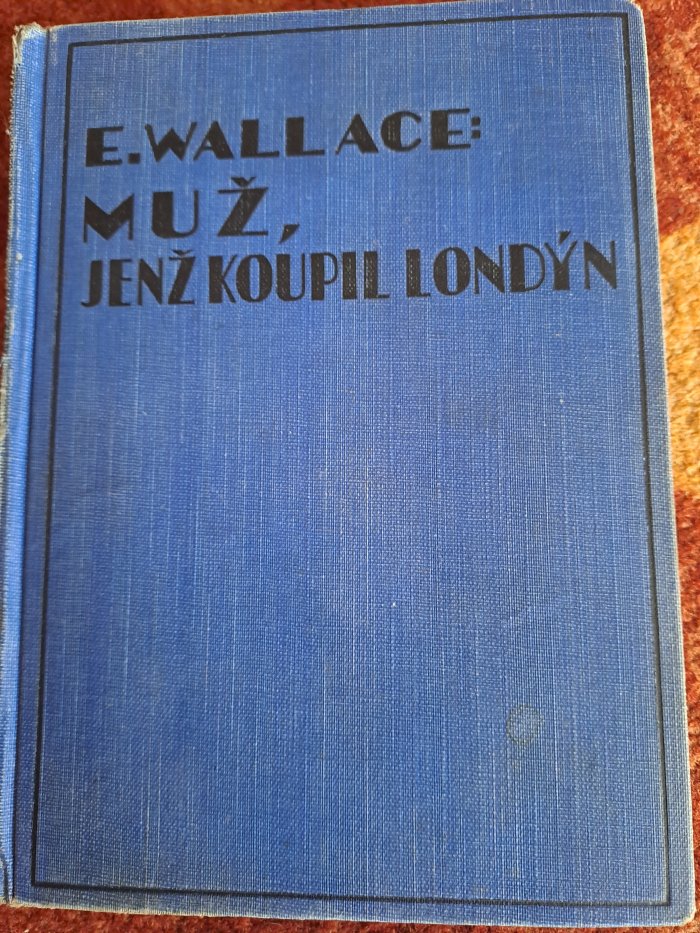 E. WALLACE:
MUŽ,
JENŽ KOUPIL LONDÝN